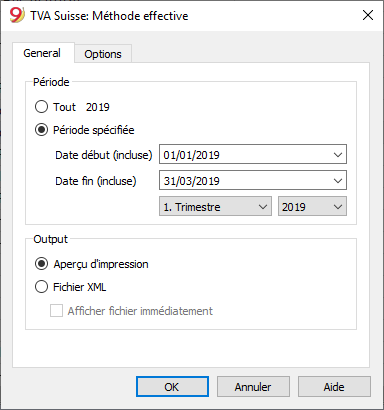 9 TVA Suisse: Méthode effective
General Options
Période
Tout 2019
Période spécifiée
Date début (incluse) 01/01/2019
Date fin (incluse) 31/03/2019
1. Trimestre 2019
Output
Aperçu d'impression
Fichier XML
Afficher fichier immédiatement
OK Annuler Aide